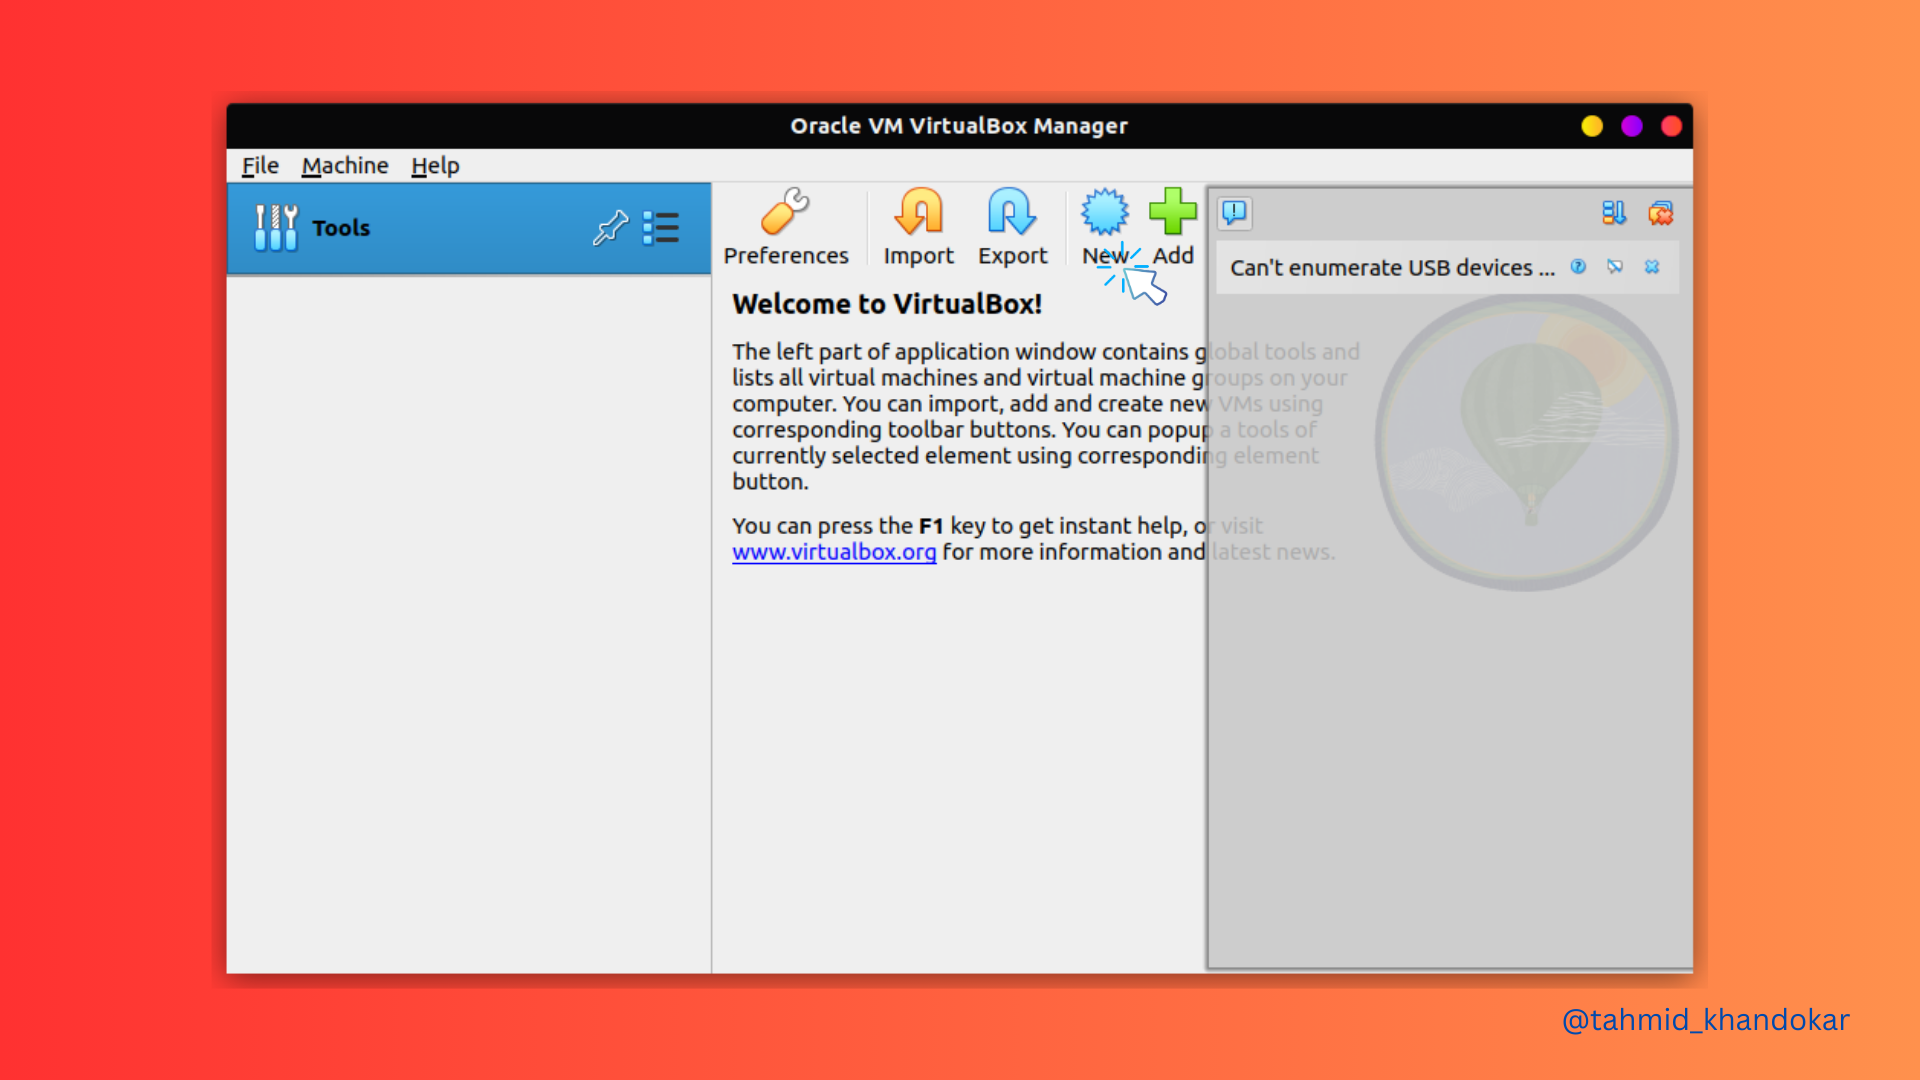 Oracle VM VirtualBox Manager
File Machine Help
Tools
Preferences Import Export New Add
Can't enumerate USB devices ...
Welcome to VirtualBox!
The left part of application window contains global tools and
lists all virtual machines and virtual machine groups on your
computer. You can import, add and create new VMs using
corresponding toolbar buttons. You can popup a tools of
currently selected element using corresponding element
button.
You can press the F1 key to get instant help, or visit
www.virtualbox.org for more information and latest news.
@tahmid_khandokar